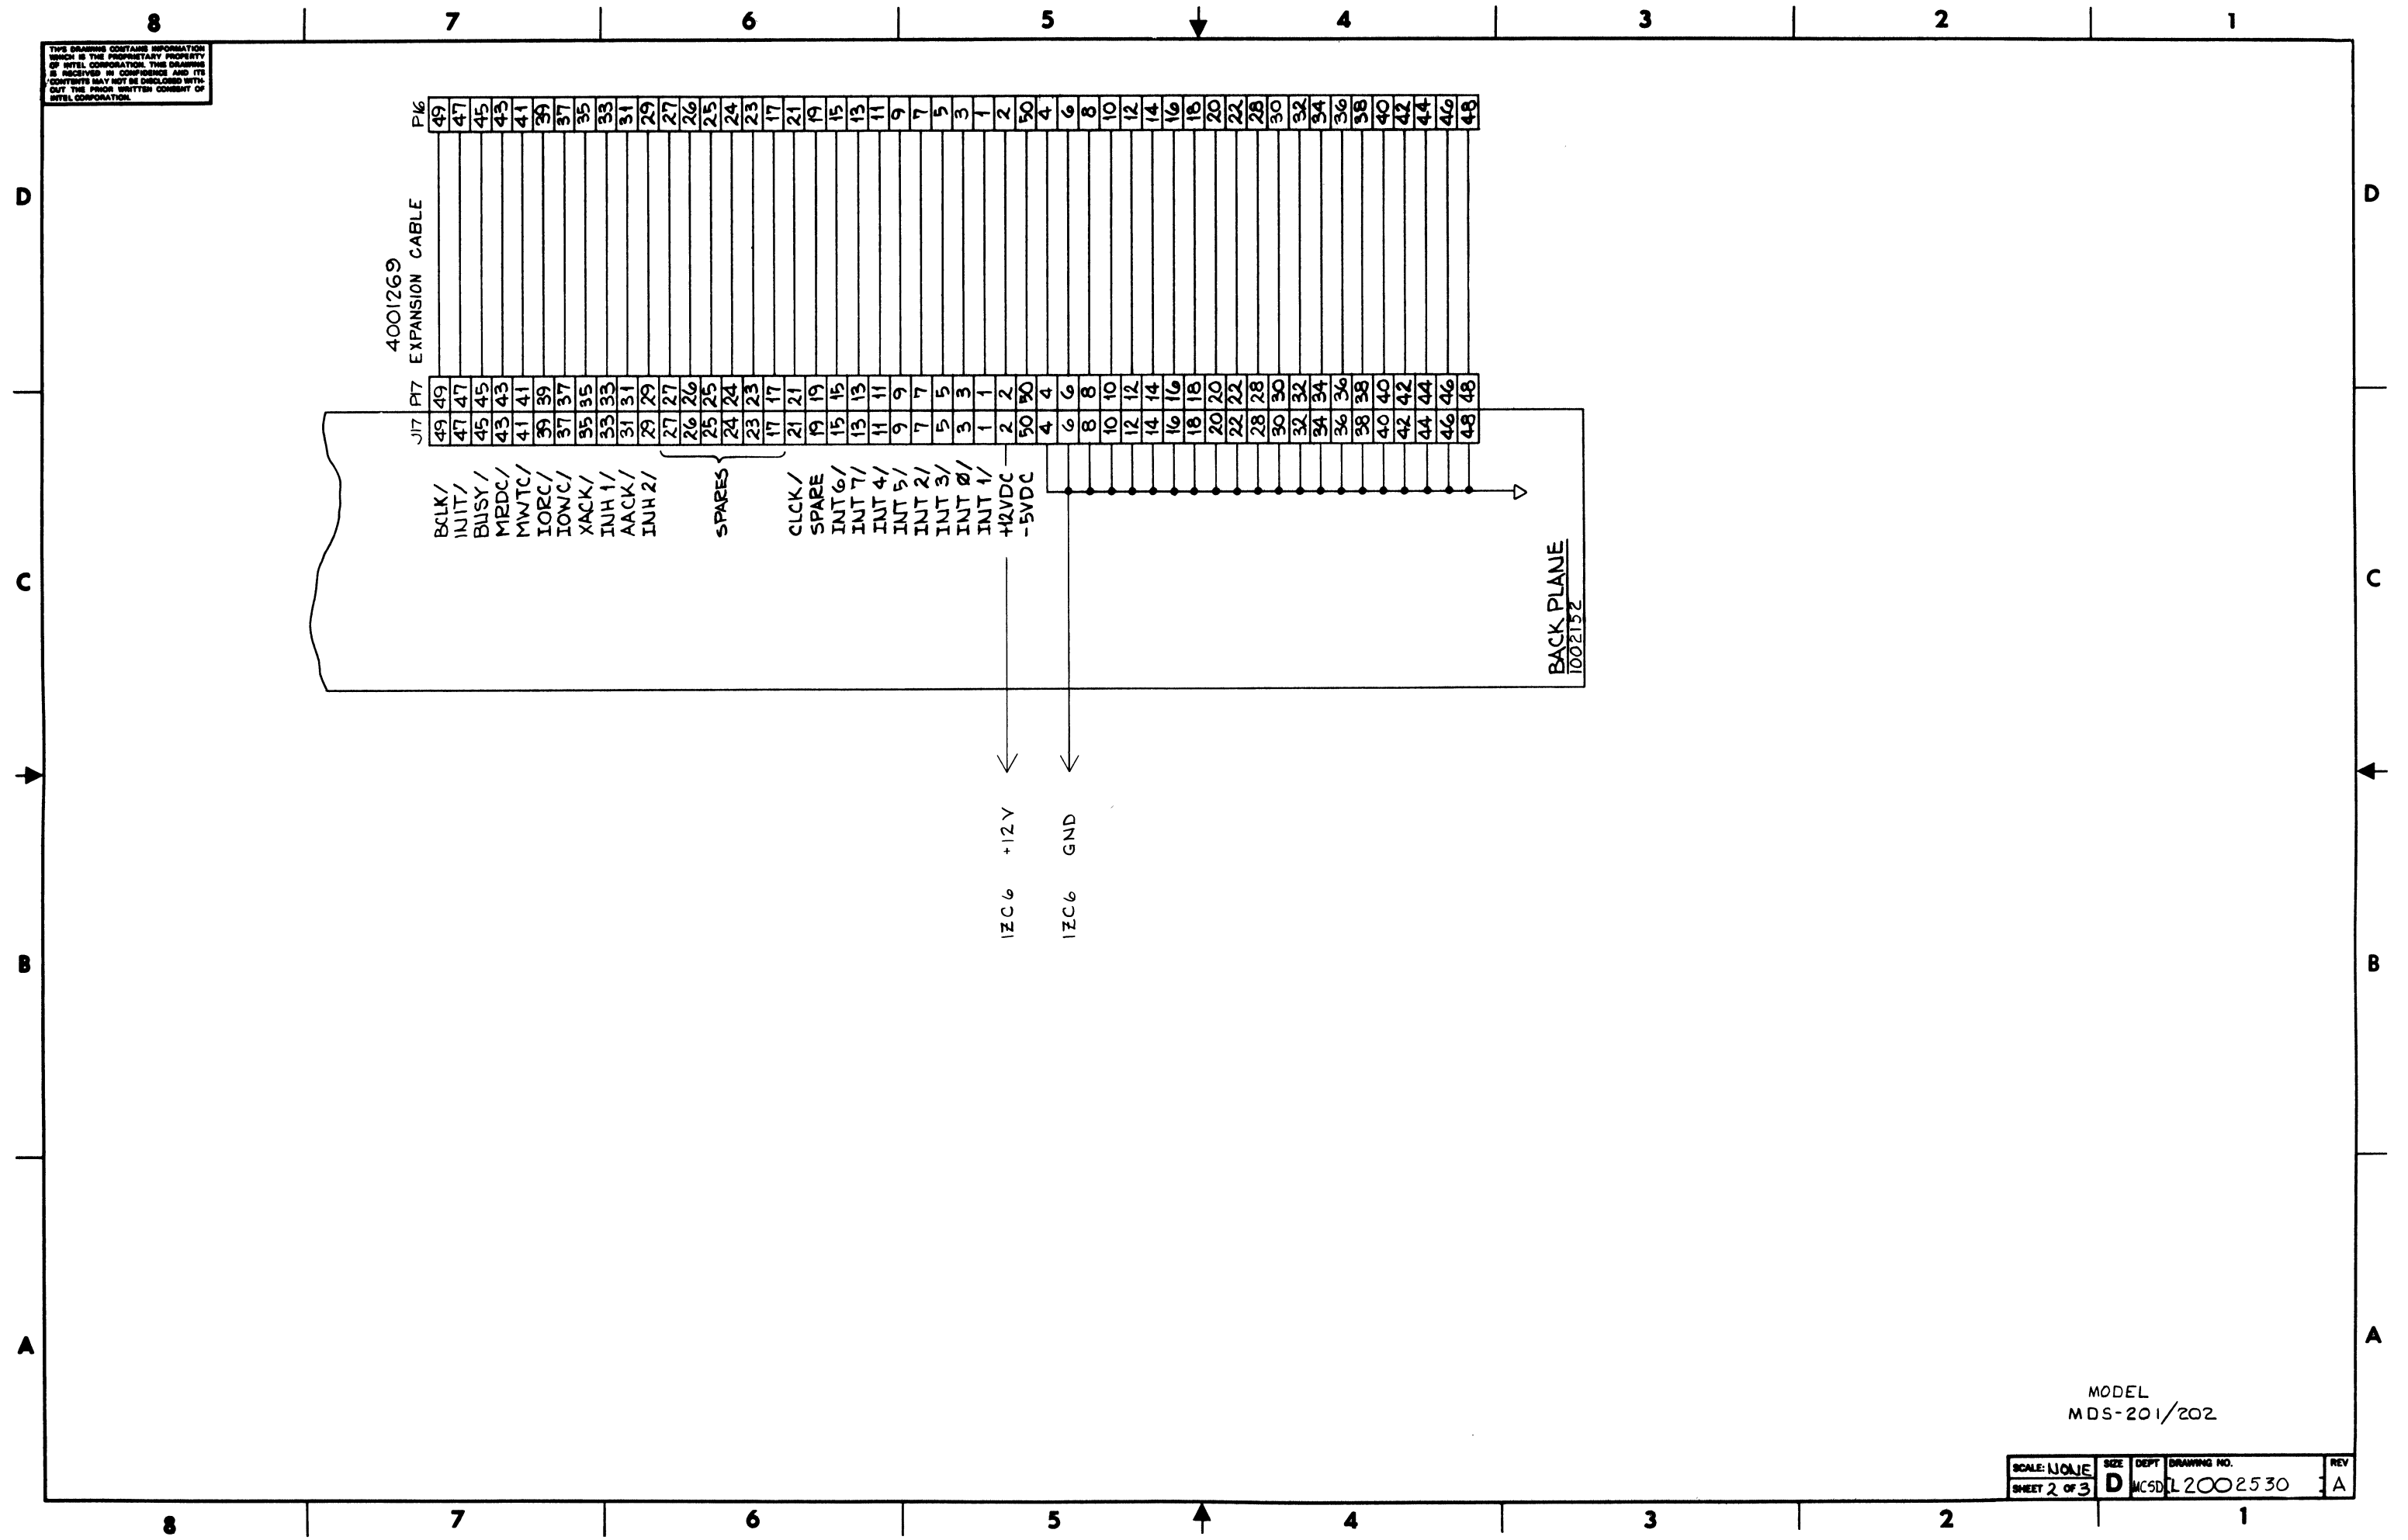 8 7 6 5 4 3 2 1
THIS DRAWING CONTAINS INFORMATION
WHICH IS THE PROPRIETARY PROPERTY
OF INTEL CORPORATION. THIS DRAWING
IS RECEIVED IN CONFIDENCE AND ITS
CONTENTS MAY NOT BE DISCLOSED WITH-
OUT THE PRIOR WRITTEN CONSENT OF
INTEL CORPORATION.
P16 49 47 45 43 41 39 37 35 33 31 29 27 26 25 24 23 17 21 19 15 13 11 9 7 5 3 1 2 50 4 6 8 10 12 14 16 18 20 22 28 30 32 34 36 38 40 42 44 46 48
D D
4001269
EXPANSION CABLE
P17 49 47 45 43 41 39 37 35 33 31 29 27 26 25 24 23 17 21 19 15 13 11 9 7 5 3 1 2 50 4 6 8 10 12 14 16 18 20 22 28 30 32 34 36 38 40 42 44 46 48
J17 49 47 45 43 41 39 37 35 33 31 29 27 26 25 24 23 17 21 19 15 13 11 9 7 5 3 1 2 50 4 6 8 10 12 14 16 18 20 22 28 30 32 34 36 38 40 42 44 46 48
BCLK/
INIT/
BUSY/
MRDC/
MWTC/
IORC/
IOWC/
XACK/
INH 1/
AACK/
INH 2/
SPARES
CLCK/
SPARE
INT 6/
INT 7/
INT 4/
INT 5/
INT 2/
INT 3/
INT Ø/
INT 1/
+12VDC
-5VDC
BACK PLANE
1002152
C C
1ZC6 +12V
1ZC6 GND
B B
A A
MODEL
MDS-201/202
SCALE: NONE
SHEET 2 OF 3
SIZE
D
DEPT
MCSD
DRAWING NO.
L2002530
REV
A
8 7 6 5 4 3 2 1